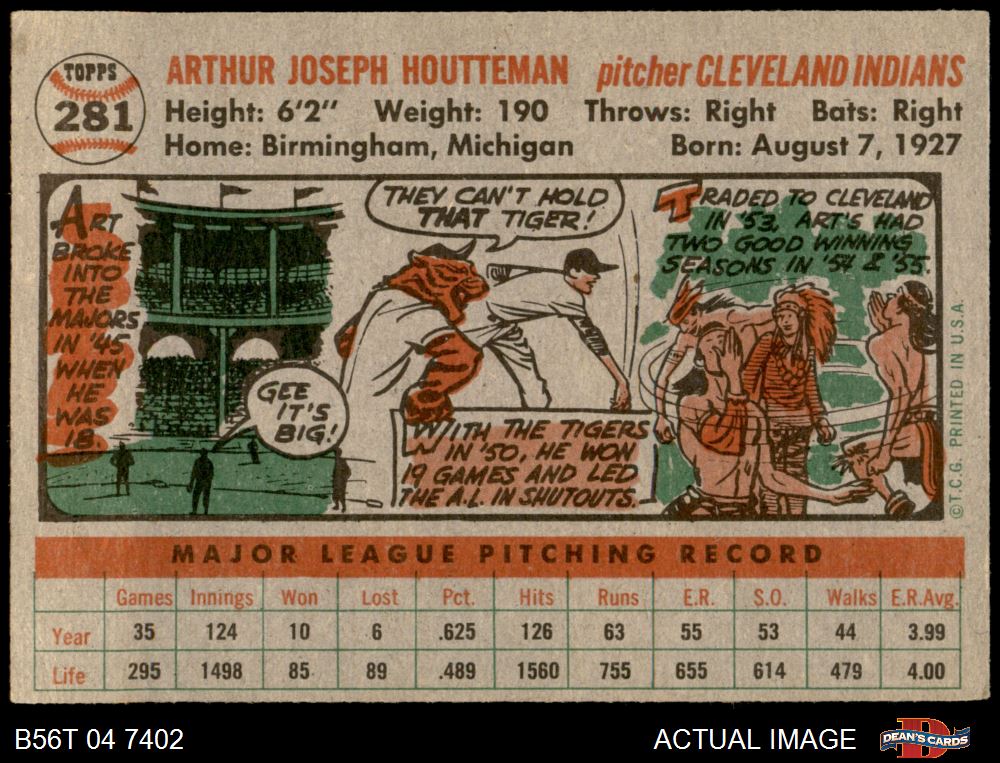 TOPPS
281
ARTHUR JOSEPH HOUTTEMAN pitcher CLEVELAND INDIANS
Height: 6'2" Weight: 190 Throws: Right Bats: Right
Home: Birmingham, Michigan Born: August 7, 1927
ART
BROKE
INTO
THE
MAJORS
IN '45
WHEN
HE
WAS
18.
GEE
IT'S
BIG!
THEY CAN'T HOLD
THAT TIGER!
WITH THE TIGERS
IN '50, HE WON
19 GAMES AND LED
THE A.L. IN SHUTOUTS.
TRADED TO CLEVELAND
IN '53, ART'S HAD
TWO GOOD WINNING
SEASONS IN '54 & '55.
©T.C.G. PRINTED IN U.S.A.
MAJOR LEAGUE PITCHING RECORD
Games Innings Won Lost Pct. Hits Runs E.R. S.O. Walks E.R.Avg.
Year 35 124 10 6 .625 126 63 55 53 44 3.99
Life 295 1498 85 89 .489 1560 755 655 614 479 4.00
B56T 04 7402 ACTUAL IMAGE
DEAN'S CARDS